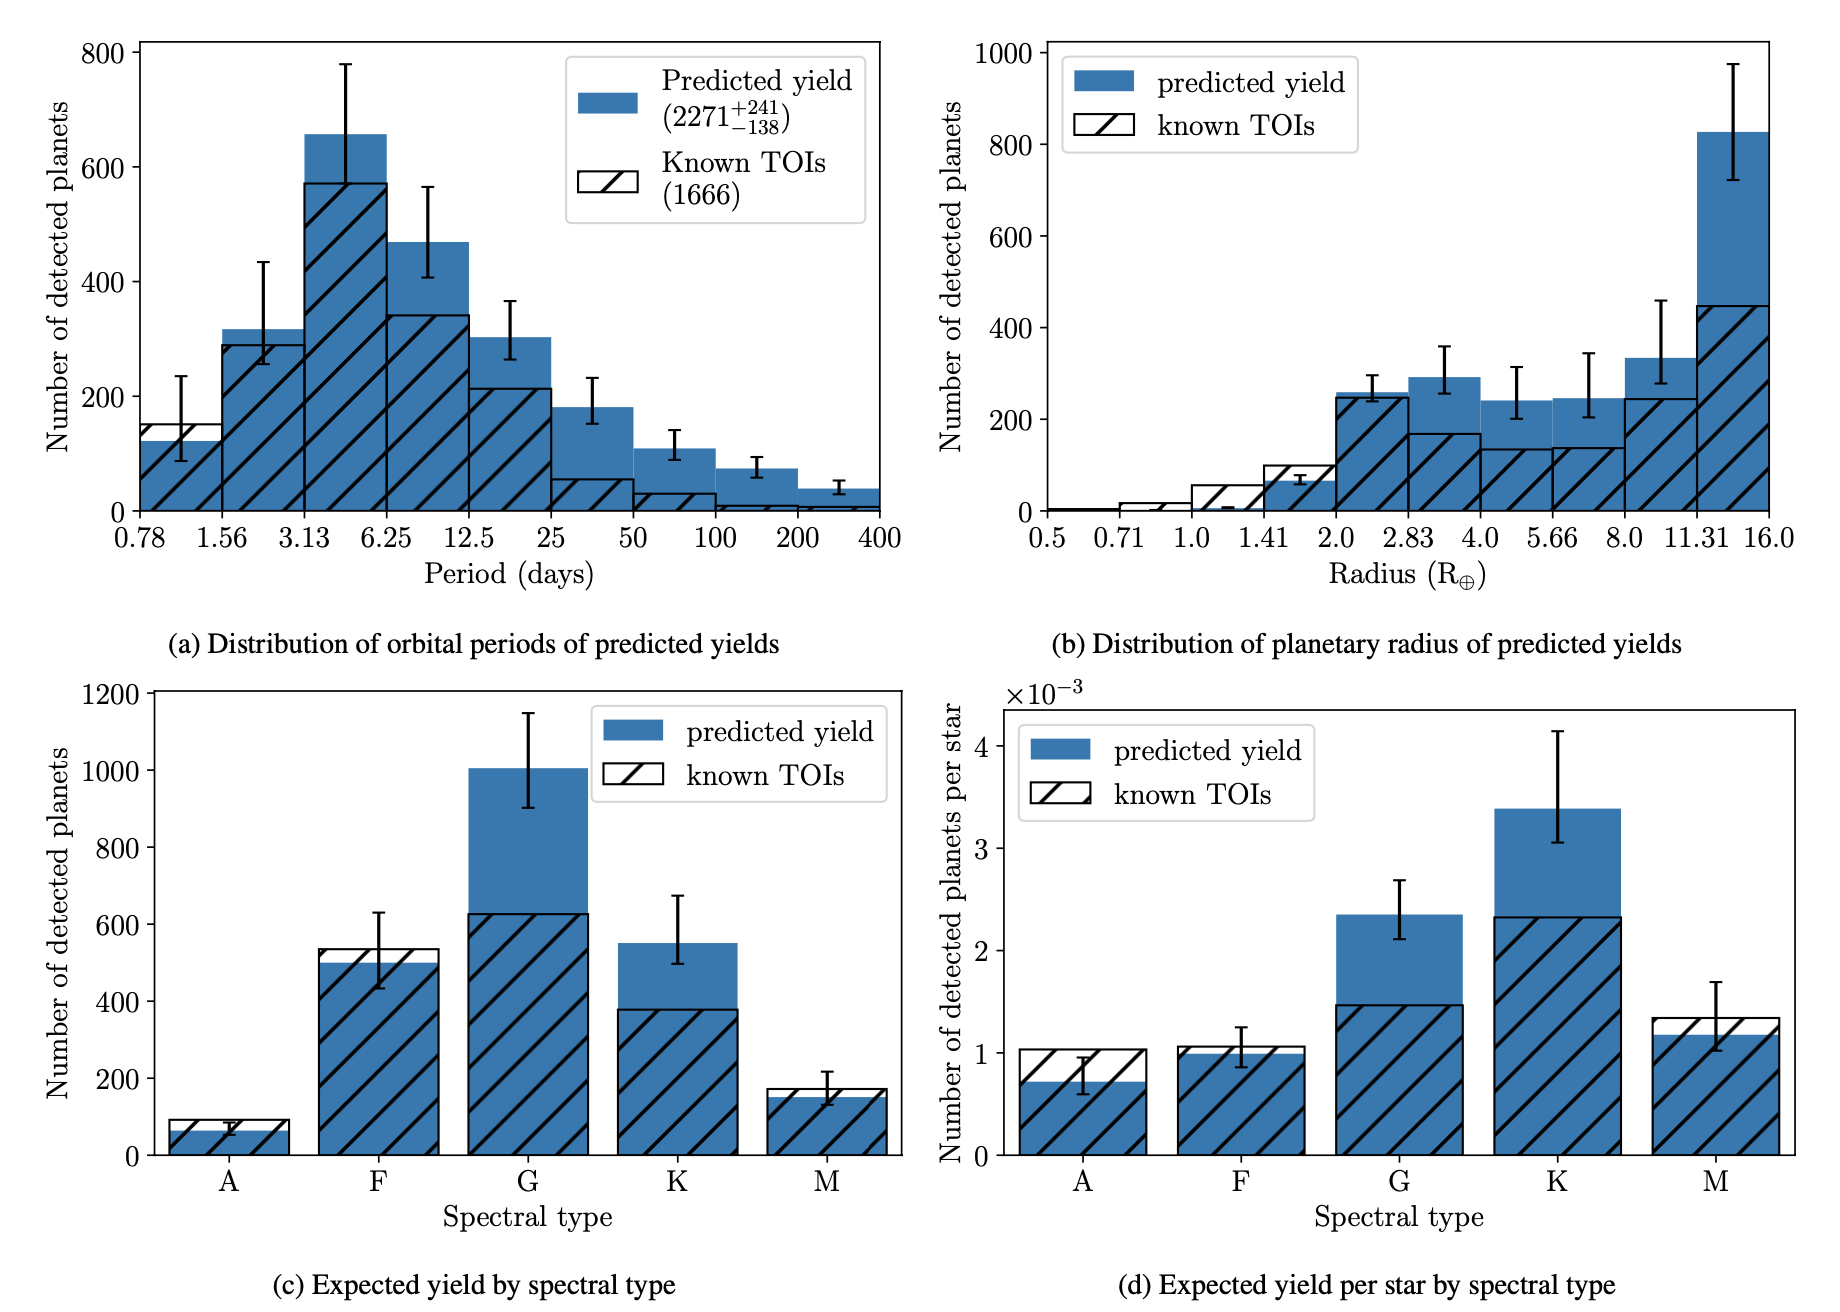 800
600
400
200
0
Number of detected planets
Predicted yield
(2271+241−138)
Known TOIs
(1666)
0.78 1.56 3.13 6.25 12.5 25 50 100 200 400
Period (days)
(a) Distribution of orbital periods of predicted yields
1000
800
600
400
200
0
Number of detected planets
predicted yield
known TOIs
0.5 0.71 1.0 1.41 2.0 2.83 4.0 5.66 8.0 11.31 16.0
Radius (R⊕)
(b) Distribution of planetary radius of predicted yields
1200
1000
800
600
400
200
0
Number of detected planets
predicted yield
known TOIs
A F G K M
Spectral type
(c) Expected yield by spectral type
×10−3
4
3
2
1
0
Number of detected planets per star
predicted yield
known TOIs
A F G K M
Spectral type
(d) Expected yield per star by spectral type